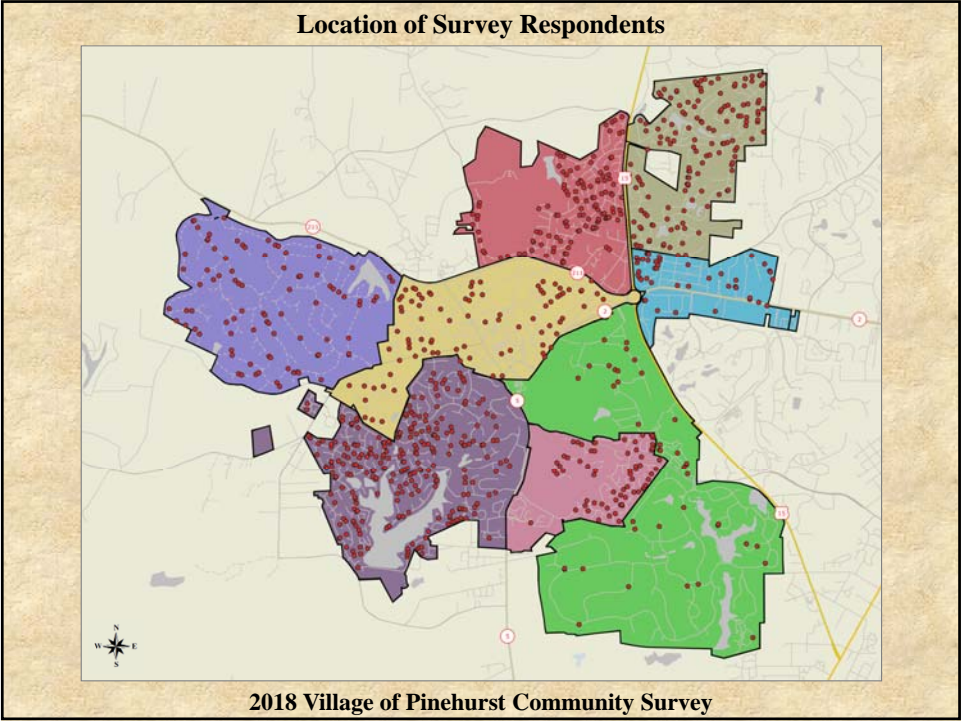 Location of Survey Respondents
15
211
211
2
2
5
15
5
N
W E
S
2018 Village of Pinehurst Community Survey